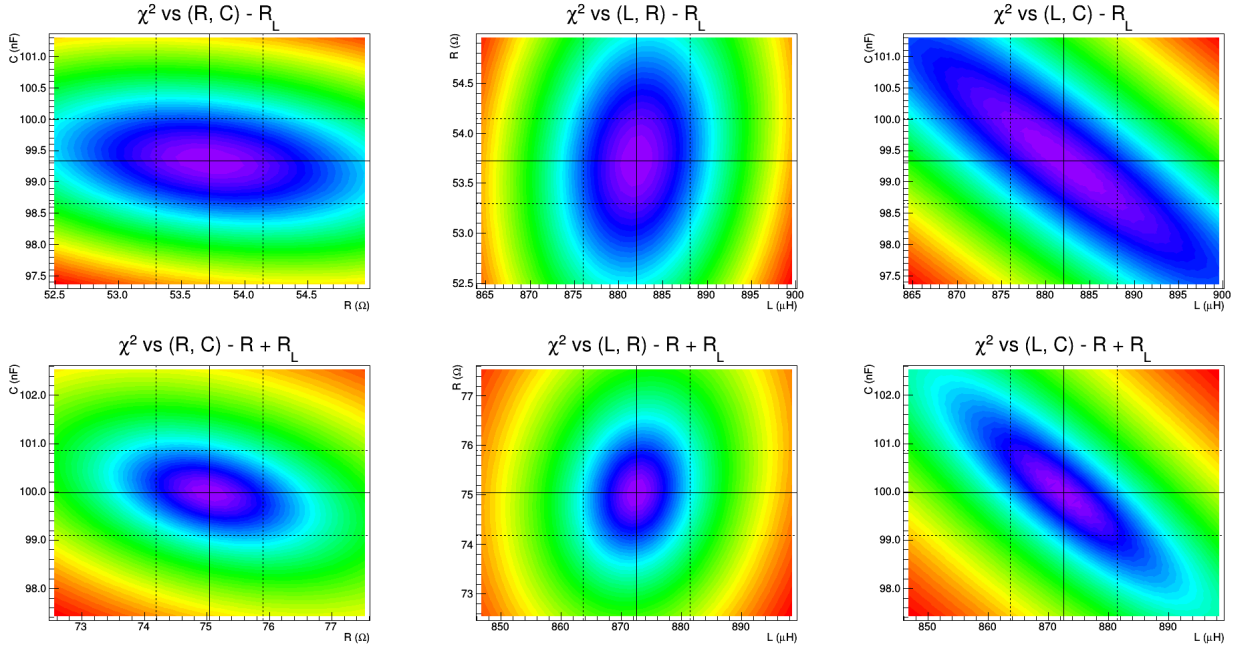 χ² vs (R, C) - R_L
C (nF)
101.0
100.5
100.0
99.5
99.0
98.5
98.0
97.5
52.5 53.0 53.5 54.0 54.5
R (Ω)
χ² vs (L, R) - R_L
R (Ω)
54.5
54.0
53.5
53.0
52.5
865 870 875 880 885 890 895 900
L (μH)
χ² vs (L, C) - R_L
C (nF)
101.0
100.5
100.0
99.5
99.0
98.5
98.0
97.5
865 870 875 880 885 890 895 900
L (μH)
χ² vs (R, C) - R + R_L
C (nF)
102.0
101.0
100.0
99.0
98.0
73 74 75 76 77
R (Ω)
χ² vs (L, R) - R + R_L
R (Ω)
77
76
75
74
73
850 860 870 880 890
L (μH)
χ² vs (L, C) - R + R_L
C (nF)
102.0
101.0
100.0
99.0
98.0
850 860 870 880 890
L (μH)